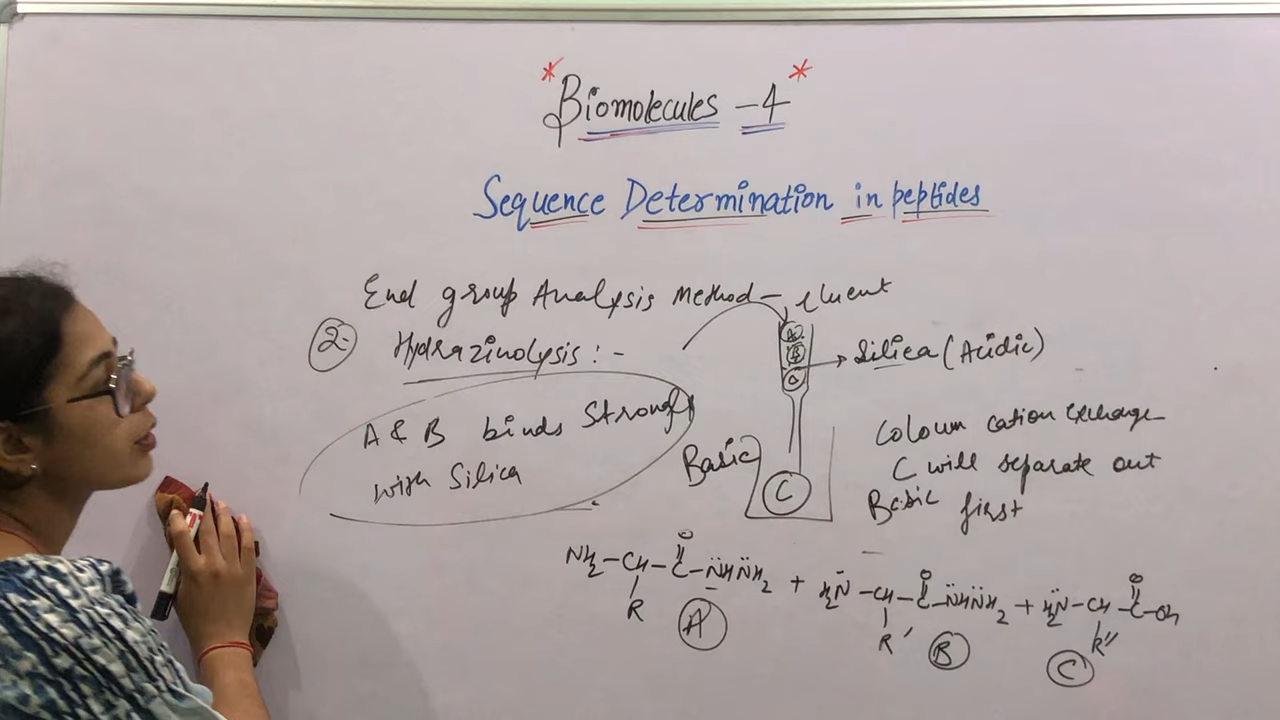 * Biomolecules - 4 *
Sequence Determination in peptides
End group Analysis Method - eluent
2- Hydrazinolysis :-
A
B
C
Silica (Acidic)
A & B binds Strongly
with Silica
Basic
C
Coloumn cation exchange
C will separate out
Basic first
NH2-CH-C-NHNH2 + H2N-CH-C-NHNH2 + H2N-CH-C-OH
O O O
R R' R''
A B C